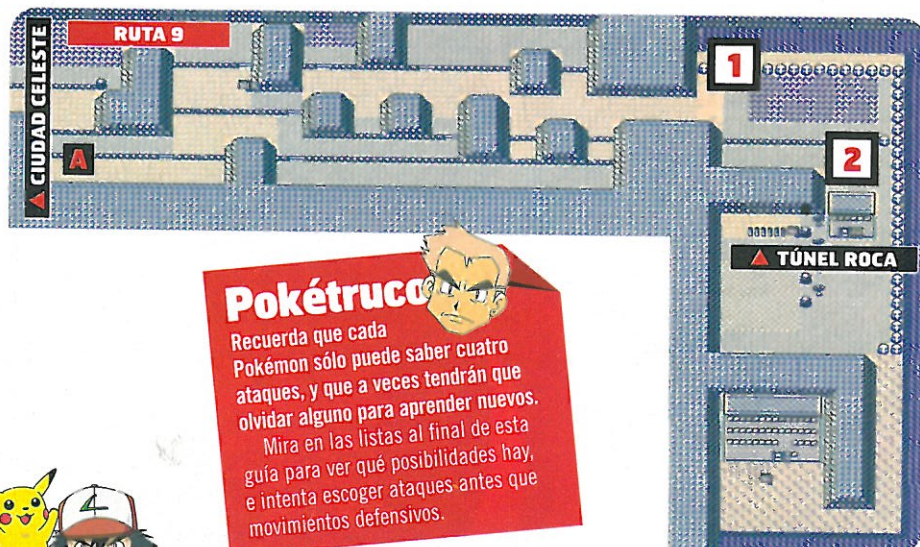 RUTA 9
▲ CIUDAD CELESTE
A
1
2
▲ TÚNEL ROCA
Pokétruco
Recuerda que cada
Pokémon sólo puede saber cuatro
ataques, y que a veces tendrán que
olvidar alguno para aprender nuevos.
Mira en las listas al final de esta
guía para ver qué posibilidades hay,
e intenta escoger ataques antes que
movimientos defensivos.